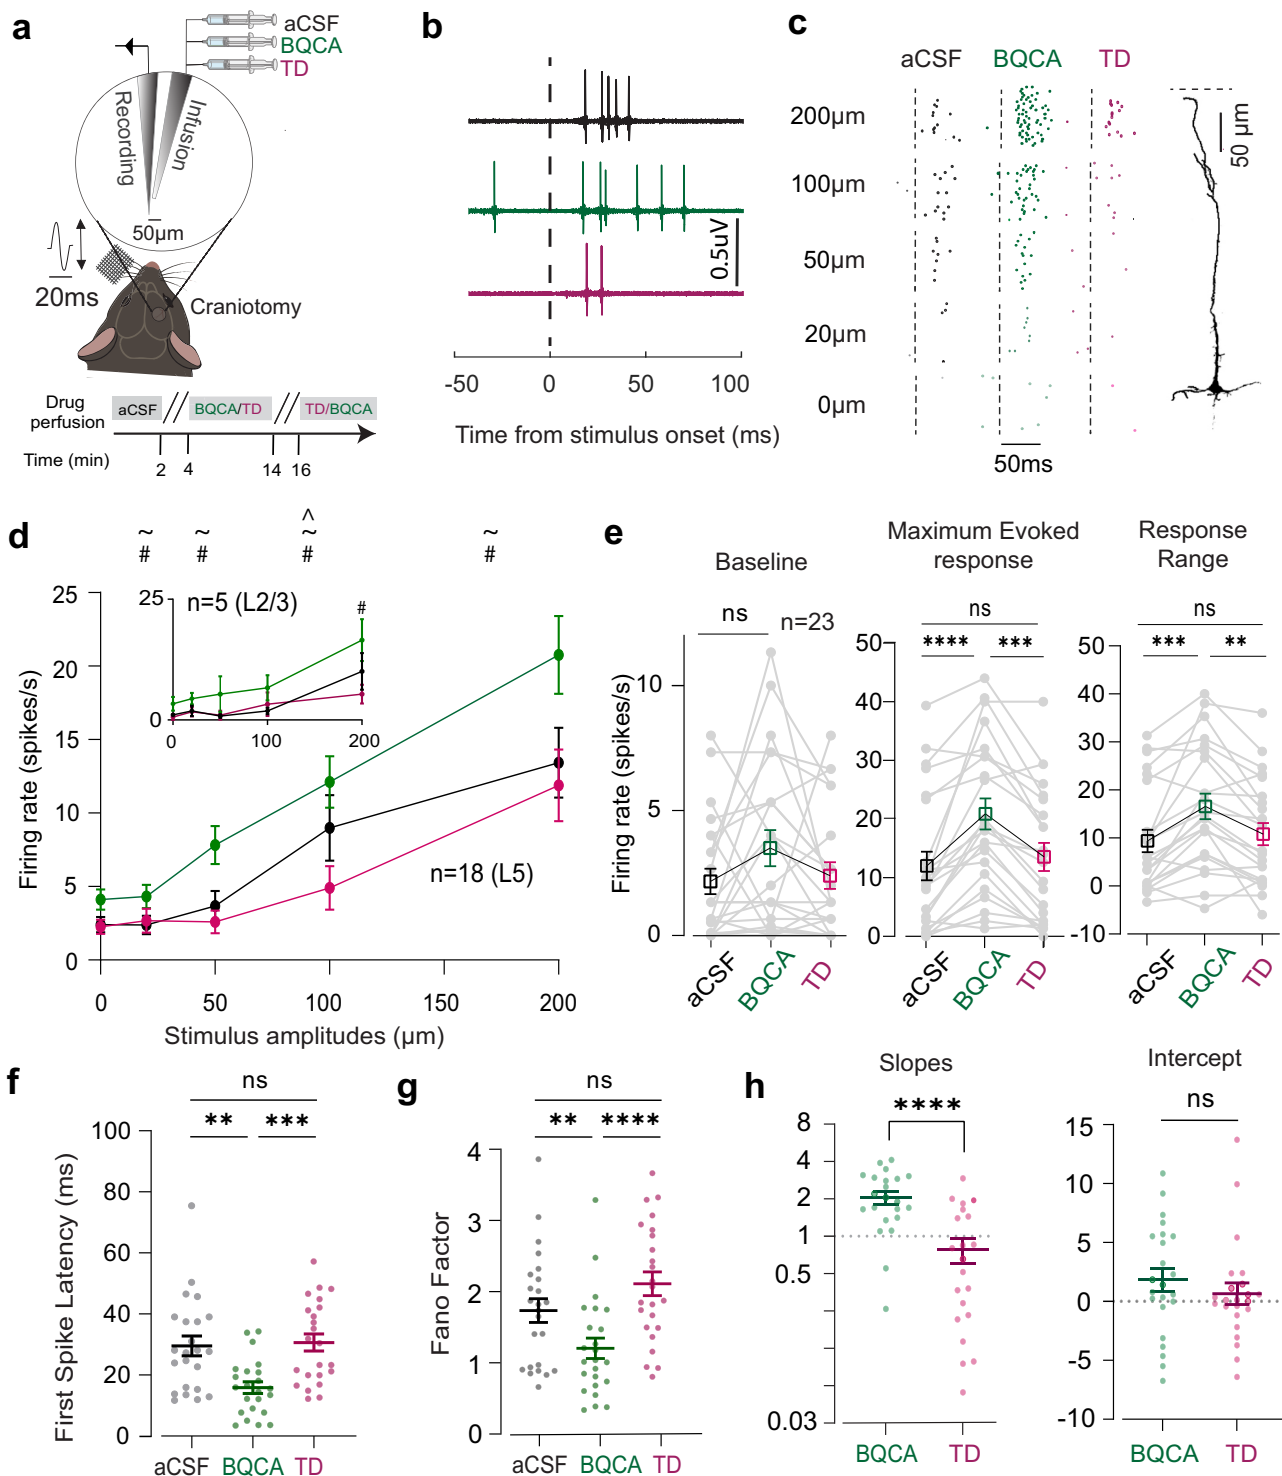 a
aCSF
BQCA
TD
Recording
Infusion
50µm
20ms
Craniotomy
Drug perfusion
aCSF
BQCA/TD
TD/BQCA
Time (min)
2 4 14 16
b
0.5uV
-50 0 50 100
Time from stimulus onset (ms)
c
aCSF BQCA TD
200µm
100µm
50µm
20µm
0µm
50 µm
50ms
d
~ ~ ^ ~ ~
# # # #
Firing rate (spikes/s)
25
20
15
10
5
0
0 50 100 150 200
Stimulus amplitudes (µm)
n=18 (L5)
n=5 (L2/3)
#
25
0
0 100 200
e
Baseline
ns
n=23
Firing rate (spikes/s)
10
5
0
aCSF BQCA TD
Maximum Evoked
response
ns
**** ***
50
40
30
20
10
0
aCSF BQCA TD
Response
Range
ns
*** **
50
40
30
20
10
0
-10
aCSF BQCA TD
f
ns
** ***
First Spike Latency (ms)
100
80
60
40
20
0
aCSF BQCA TD
g
ns
** ****
Fano Factor
4
3
2
1
0
aCSF BQCA TD
h
Slopes
****
8
4
2
1
0.5
0.03
BQCA TD
Intercept
ns
15
10
5
0
-5
-10
BQCA TD